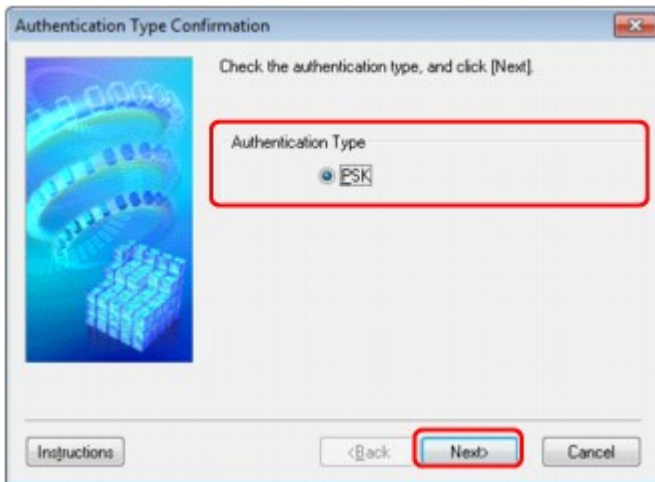 Authentication Type Confirmation
Check the authentication type, and click [Next].
Authentication Type
PSK
Instructions
<Back
Next>
Cancel